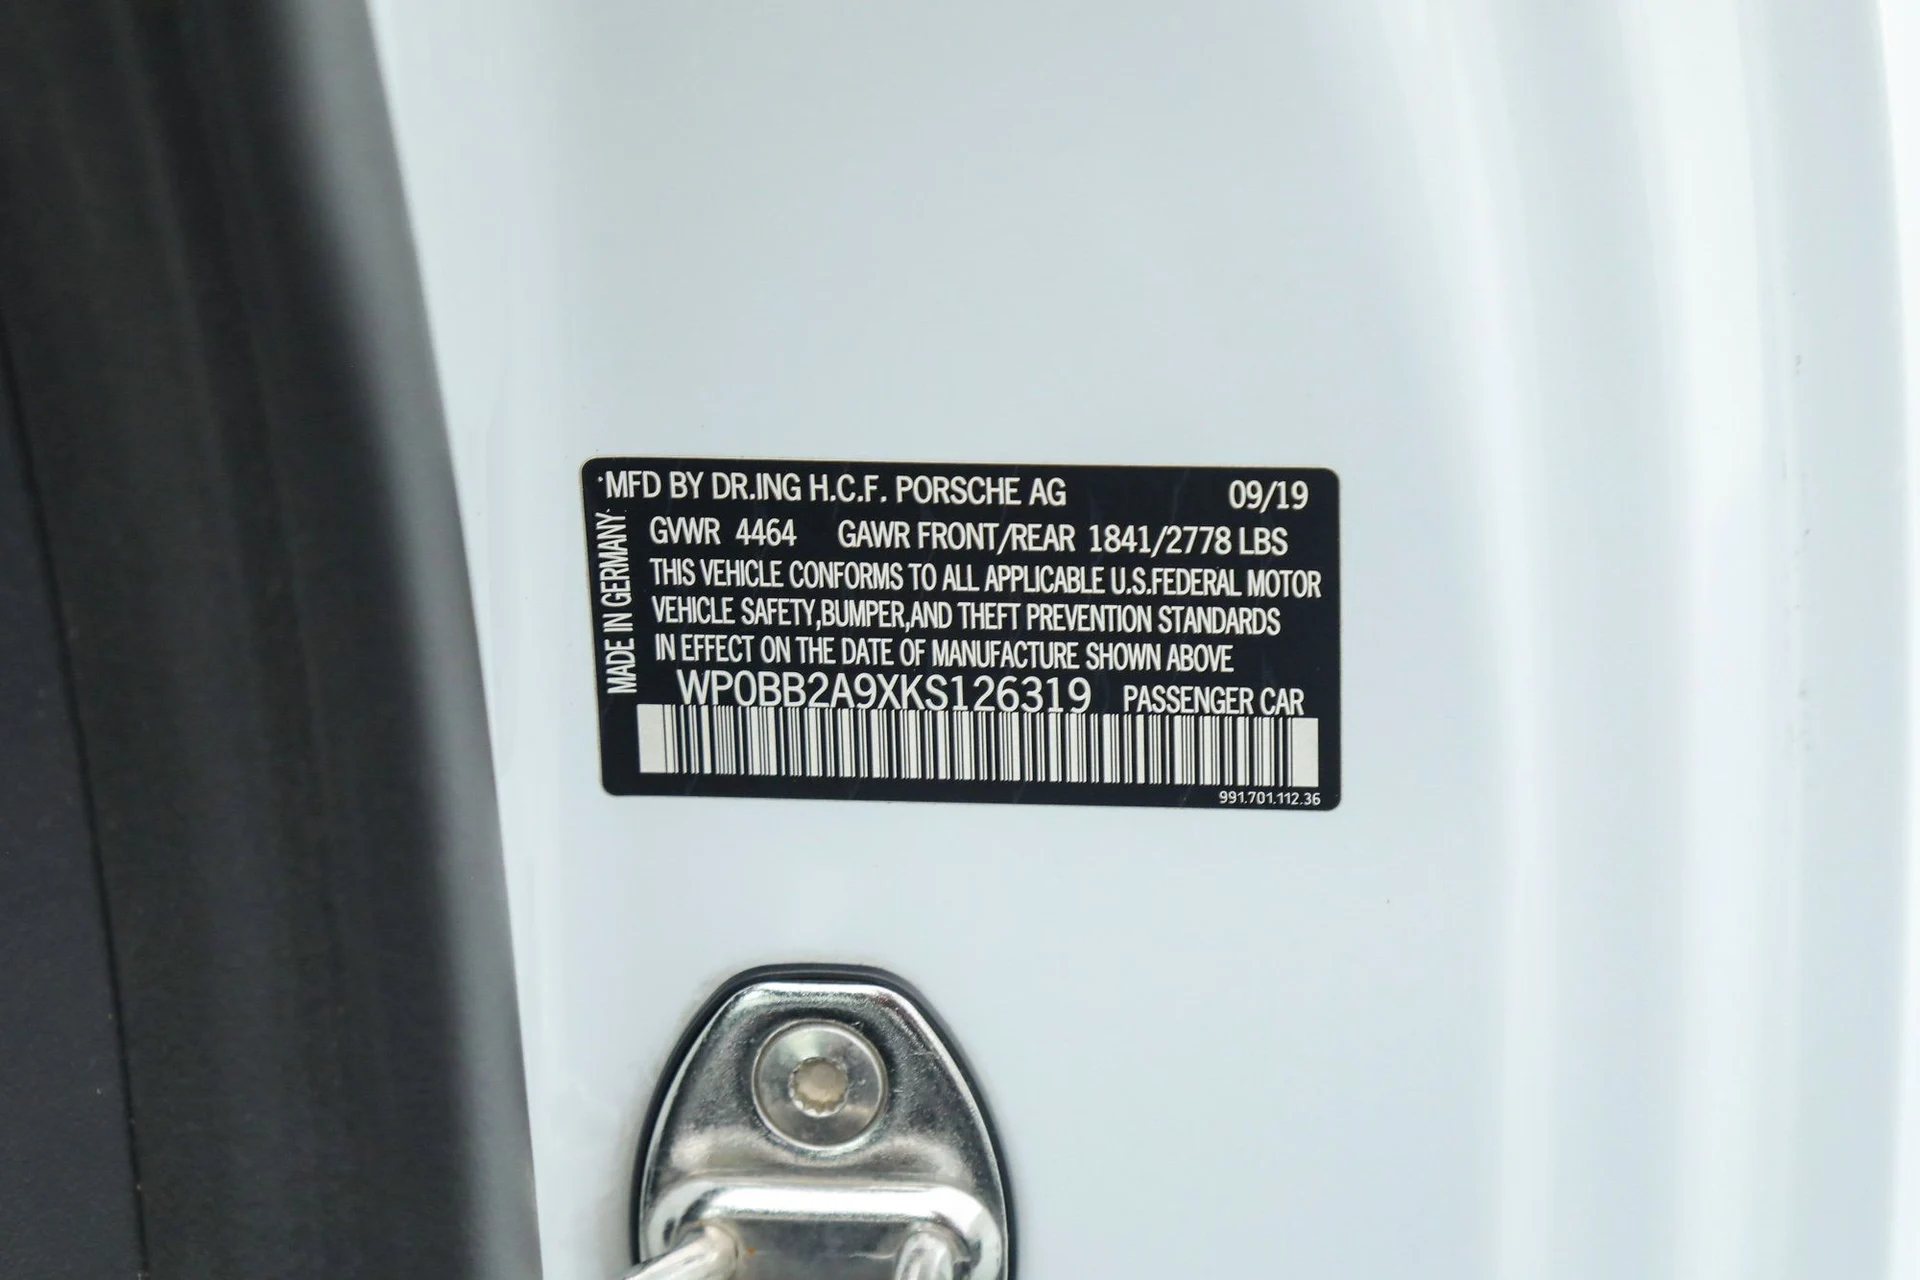 MFD BY DR.ING H.C.F. PORSCHE AG 09/19
GVWR 4464 GAWR FRONT/REAR 1841/2778 LBS
THIS VEHICLE CONFORMS TO ALL APPLICABLE U.S.FEDERAL MOTOR
VEHICLE SAFETY,BUMPER,AND THEFT PREVENTION STANDARDS
IN EFFECT ON THE DATE OF MANUFACTURE SHOWN ABOVE
WP0BB2A9XKS126319 PASSENGER CAR
991.701.112.36
MADE IN GERMANY